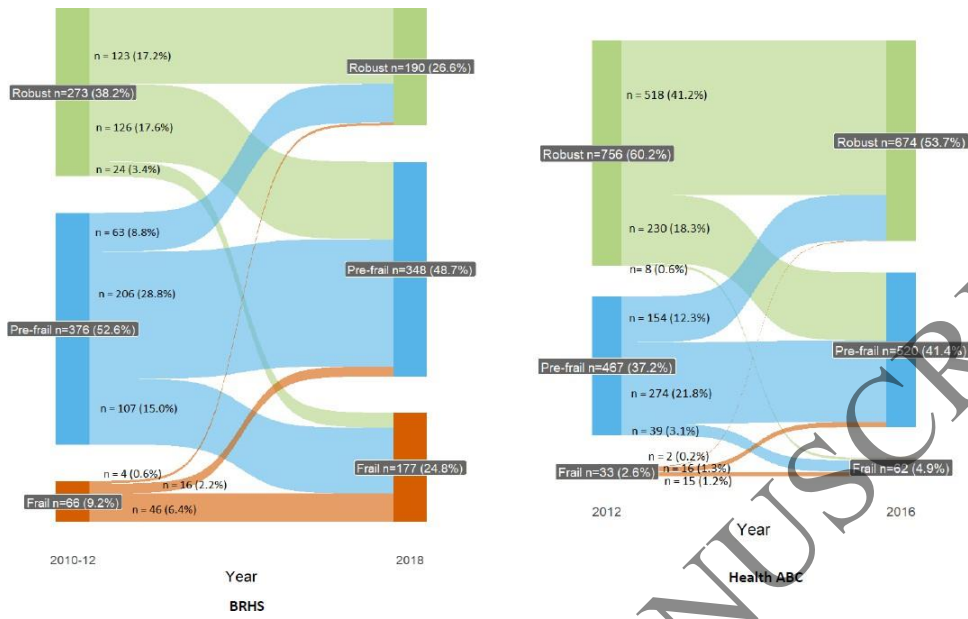 n = 123 (17.2%)
Robust n=273 (38.2%)
n = 126 (17.6%)
n = 24 (3.4%)
n = 63 (8.8%)
n = 206 (28.8%)
Pre-frail n=376 (52.6%)
n = 107 (15.0%)
n = 4 (0.6%)
n = 16 (2.2%)
Frail n=66 (9.2%)
n = 46 (6.4%)
Robust n=190 (26.6%)
Pre-frail n=348 (48.7%)
Frail n=177 (24.8%)
2010-12
2018
Year
BRHS
n = 518 (41.2%)
Robust n=756 (60.2%)
n = 230 (18.3%)
n= 8 (0.6%)
n = 154 (12.3%)
Pre-frail n=467 (37.2%)
n = 274 (21.8%)
n = 39 (3.1%)
n = 2 (0.2%)
Frail n=33 (2.6%)
n = 16 (1.3%)
n = 15 (1.2%)
Robust n=674 (53.7%)
Pre-frail n=520 (41.4%)
Frail n=62 (4.9%)
2012
2016
Year
Health ABC
NUSCR